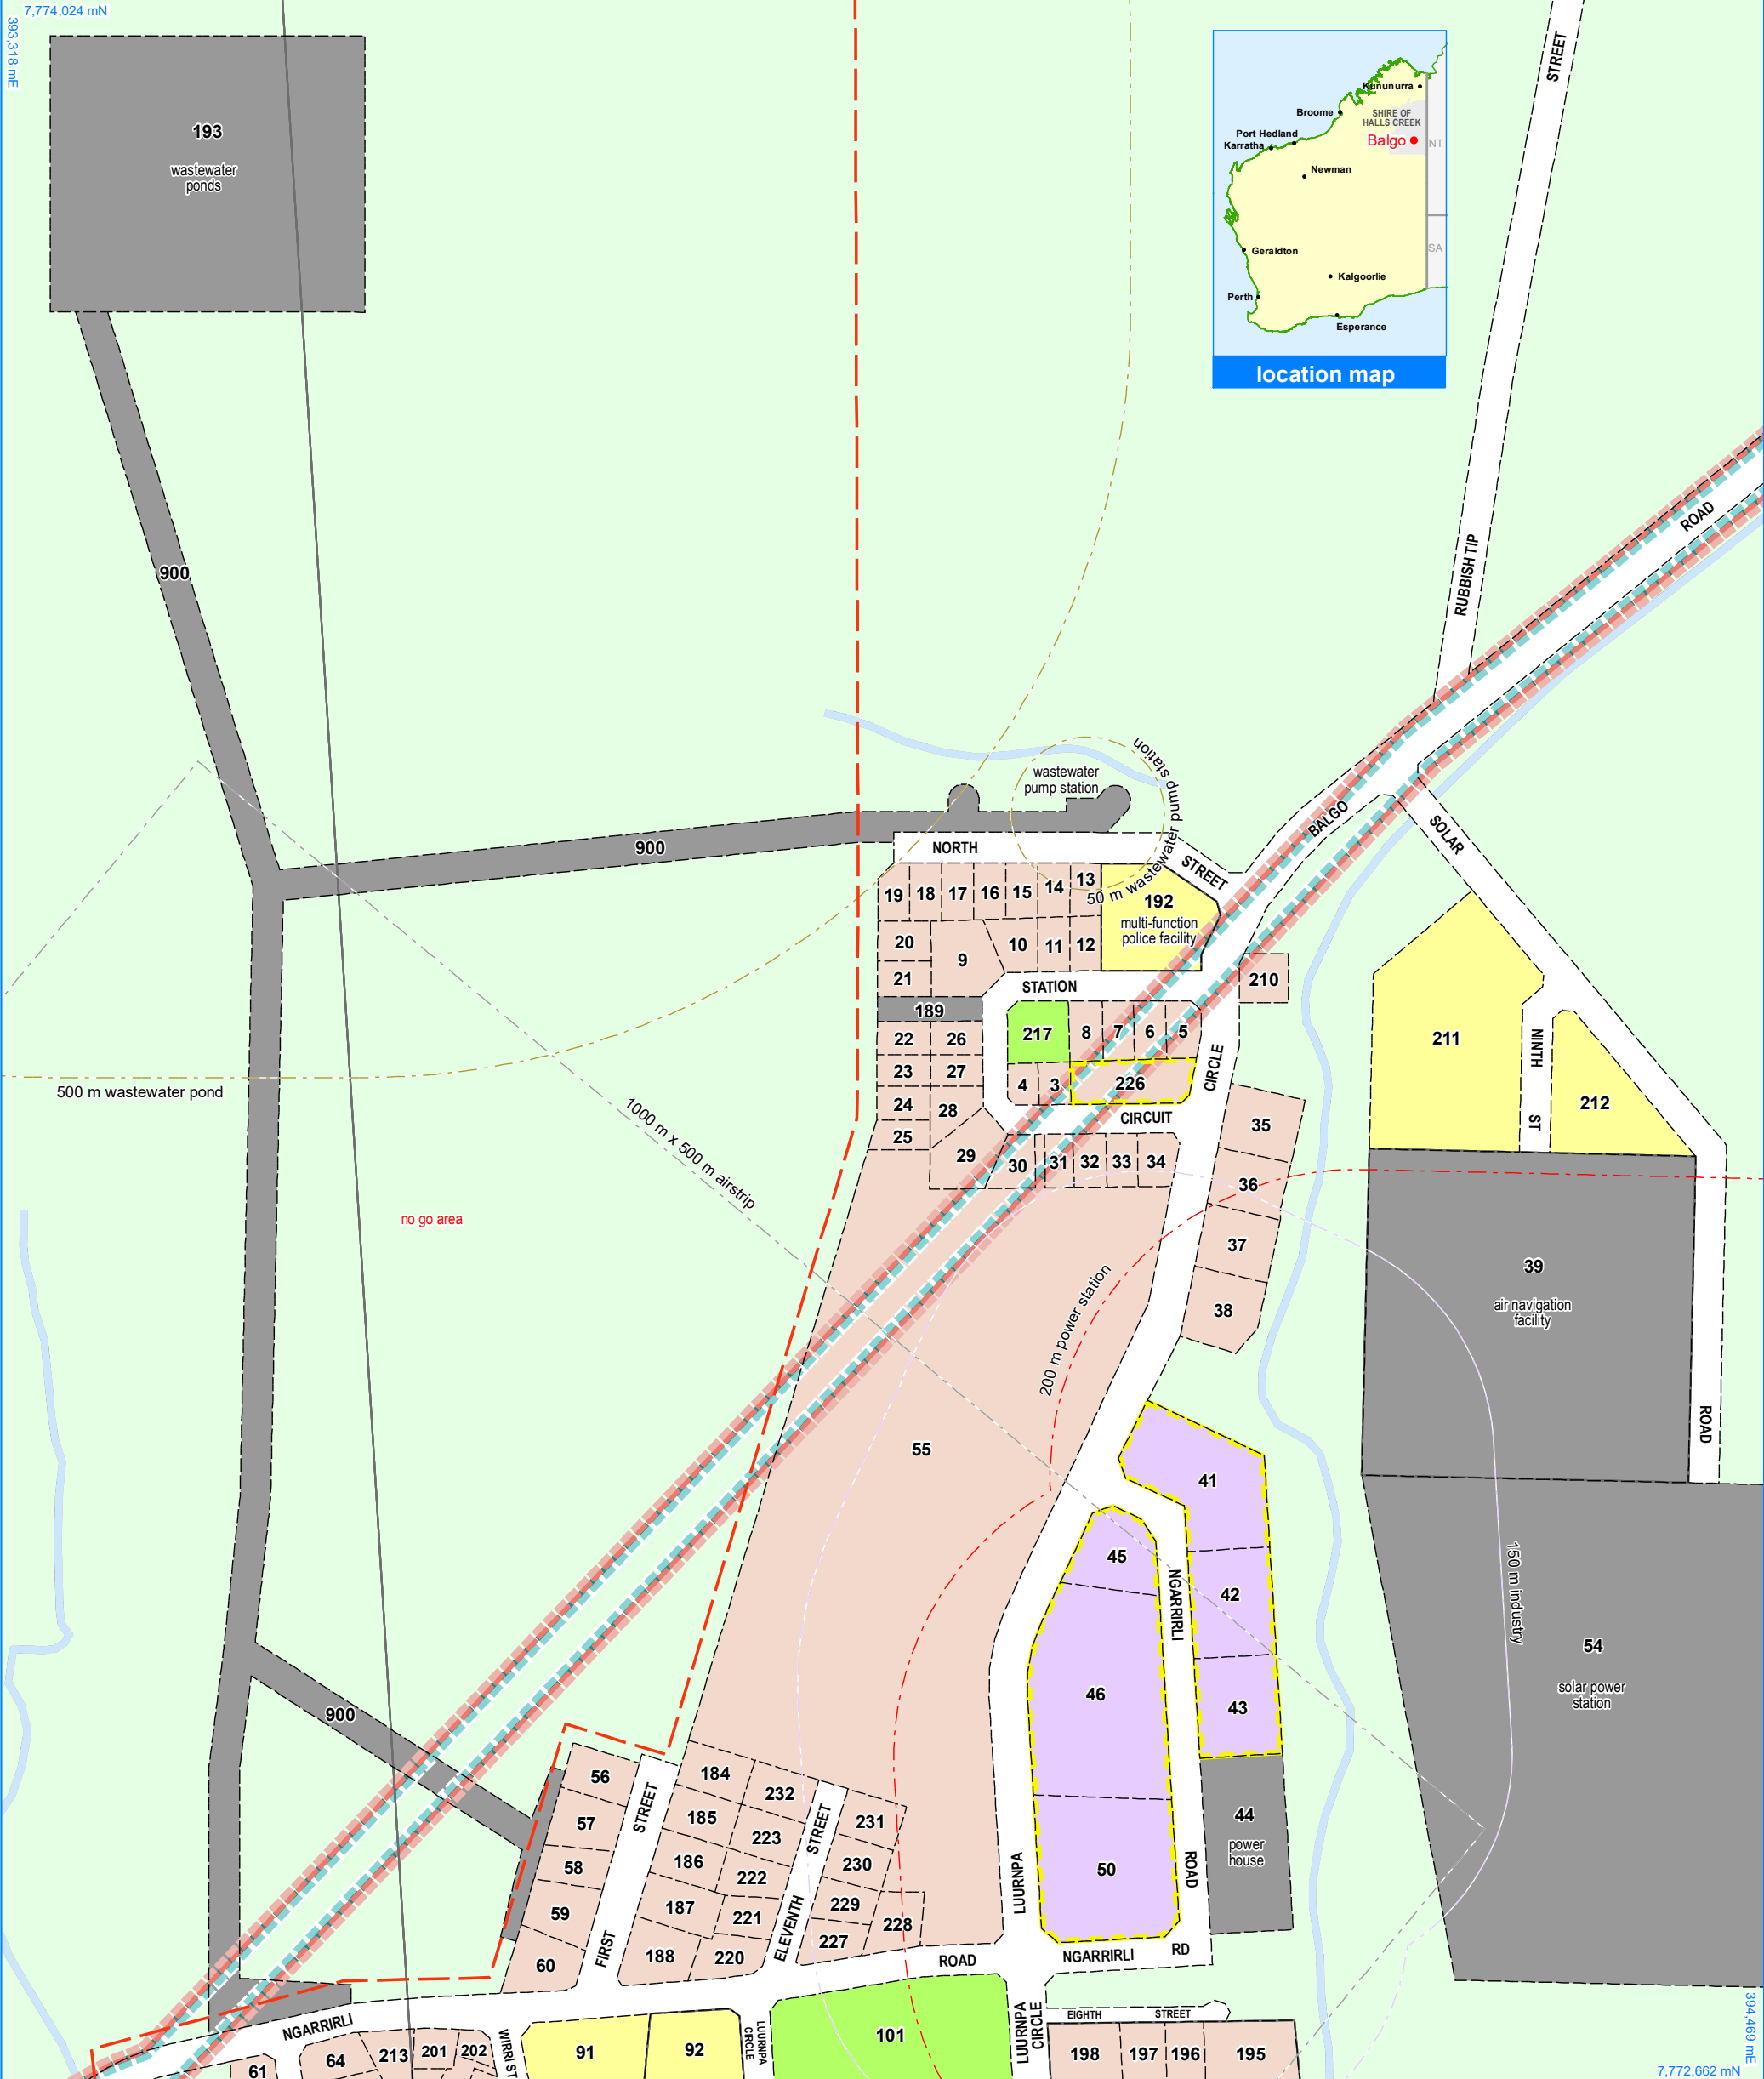 7,774,024 mN
393,318 mE
193
wastewater
ponds
STREET
Kununurra
Broome
SHIRE OF
HALLS CREEK
Port Hedland
Balgo
NT
Karratha
Newman
Geraldton
SA
Kalgoorlie
Perth
Esperance
location map
ROAD
RUBBISH TIP
900
wastewater
pump station
50 m wastewater pump station
BALGO
SOLAR
900
NORTH
STREET
19
18
17
16
15
14
13
192
multi-function
police facility
20
9
10
11
12
21
STATION
210
189
217
8
7
6
5
211
NINTH
ST
22
26
23
27
4
3
226
CIRCLE
500 m wastewater pond
24
28
CIRCUIT
212
1000 m x 500 m airstrip
25
29
30
31
32
33
34
35
36
no go area
37
39
air navigation
facility
38
200 m power station
ROAD
55
41
45
42
NGARRIRLI
150 m industry
54
solar power
station
46
43
900
56
184
232
STREET
57
185
223
STREET
231
44
power
house
58
186
222
230
50
59
187
221
229
228
LUURNPA
ROAD
60
FIRST
188
220
ELEVENTH
227
ROAD
NGARRIRLI
RD
NGARRIRLI
EIGHTH
STREET
61
64
213
201
202
WIRRI ST
91
92
LUURNPA
CIRCLE
101
LUURNPA
CIRCLE
198
197
196
195
394,469 mE
7,772,662 mN